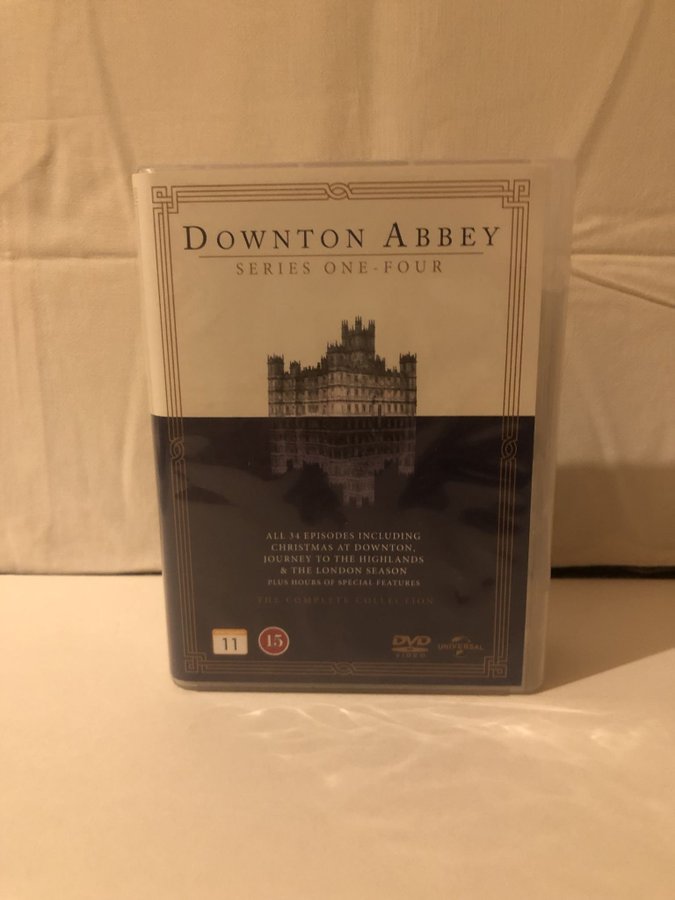 DOWNTON ABBEY
SERIES ONE-FOUR
ALL 34 EPISODES INCLUDING
CHRISTMAS AT DOWNTON,
JOURNEY TO THE HIGHLANDS
& THE LONDON SEASON
PLUS HOURS OF SPECIAL FEATURES
THE COMPLETE COLLECTION
11
15
DVD
VIDEO
UNIVERSAL